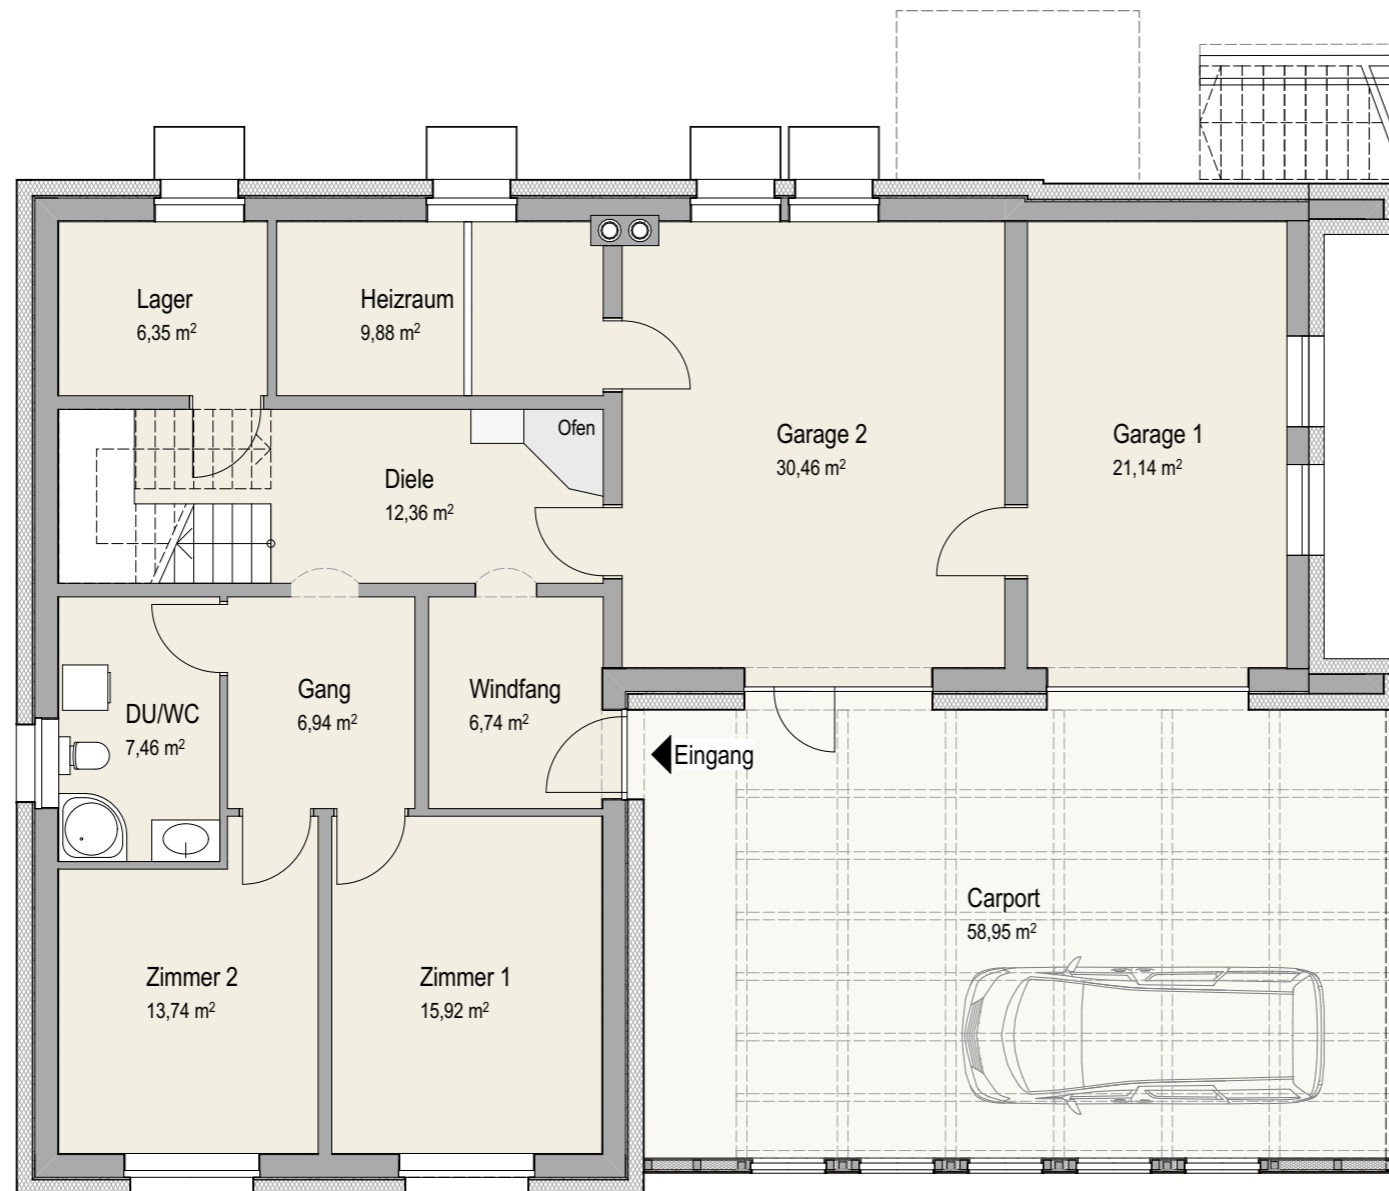 Lager
6,35 m²
Heizraum
9,88 m²
Ofen
Diele
12,36 m²
Garage 2
30,46 m²
Garage 1
21,14 m²
DU/WC
7,46 m²
Gang
6,94 m²
Windfang
6,74 m²
Eingang
Carport
58,95 m²
Zimmer 2
13,74 m²
Zimmer 1
15,92 m²